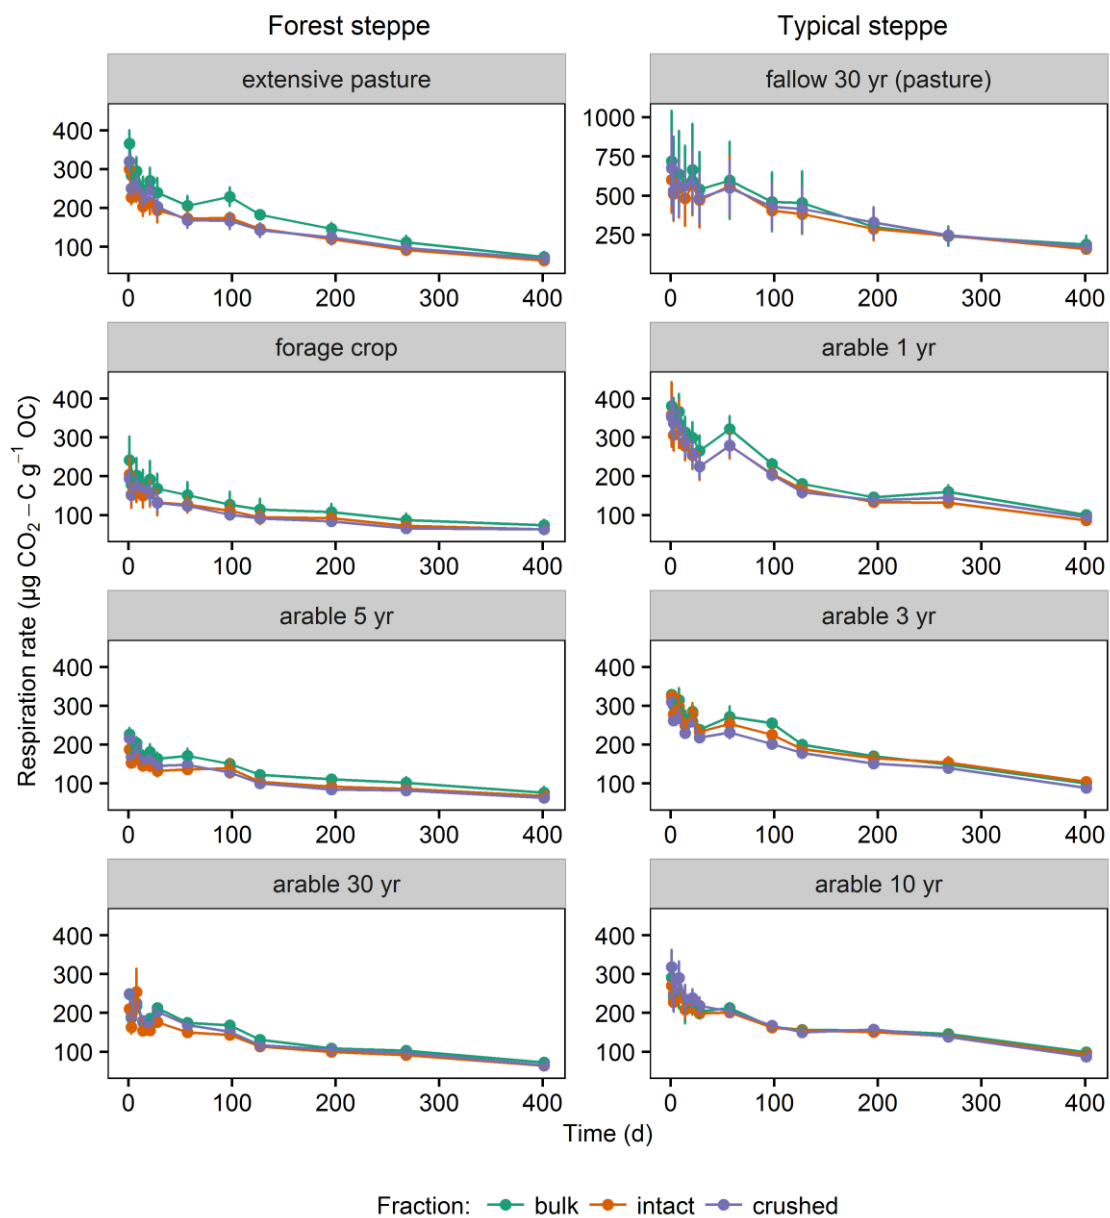 Forest steppe
Typical steppe
extensive pasture
fallow 30 yr (pasture)
400
300
200
100
0 100 200 300 400
1000
750
500
250
0 100 200 300 400
forage crop
arable 1 yr
400
300
200
100
0 100 200 300 400
400
300
200
100
0 100 200 300 400
Respiration rate (µg CO₂ – C g⁻¹ OC)
arable 5 yr
arable 3 yr
400
300
200
100
0 100 200 300 400
400
300
200
100
0 100 200 300 400
arable 30 yr
arable 10 yr
400
300
200
100
0 100 200 300 400
400
300
200
100
0 100 200 300 400
Time (d)
Fraction: bulk intact crushed